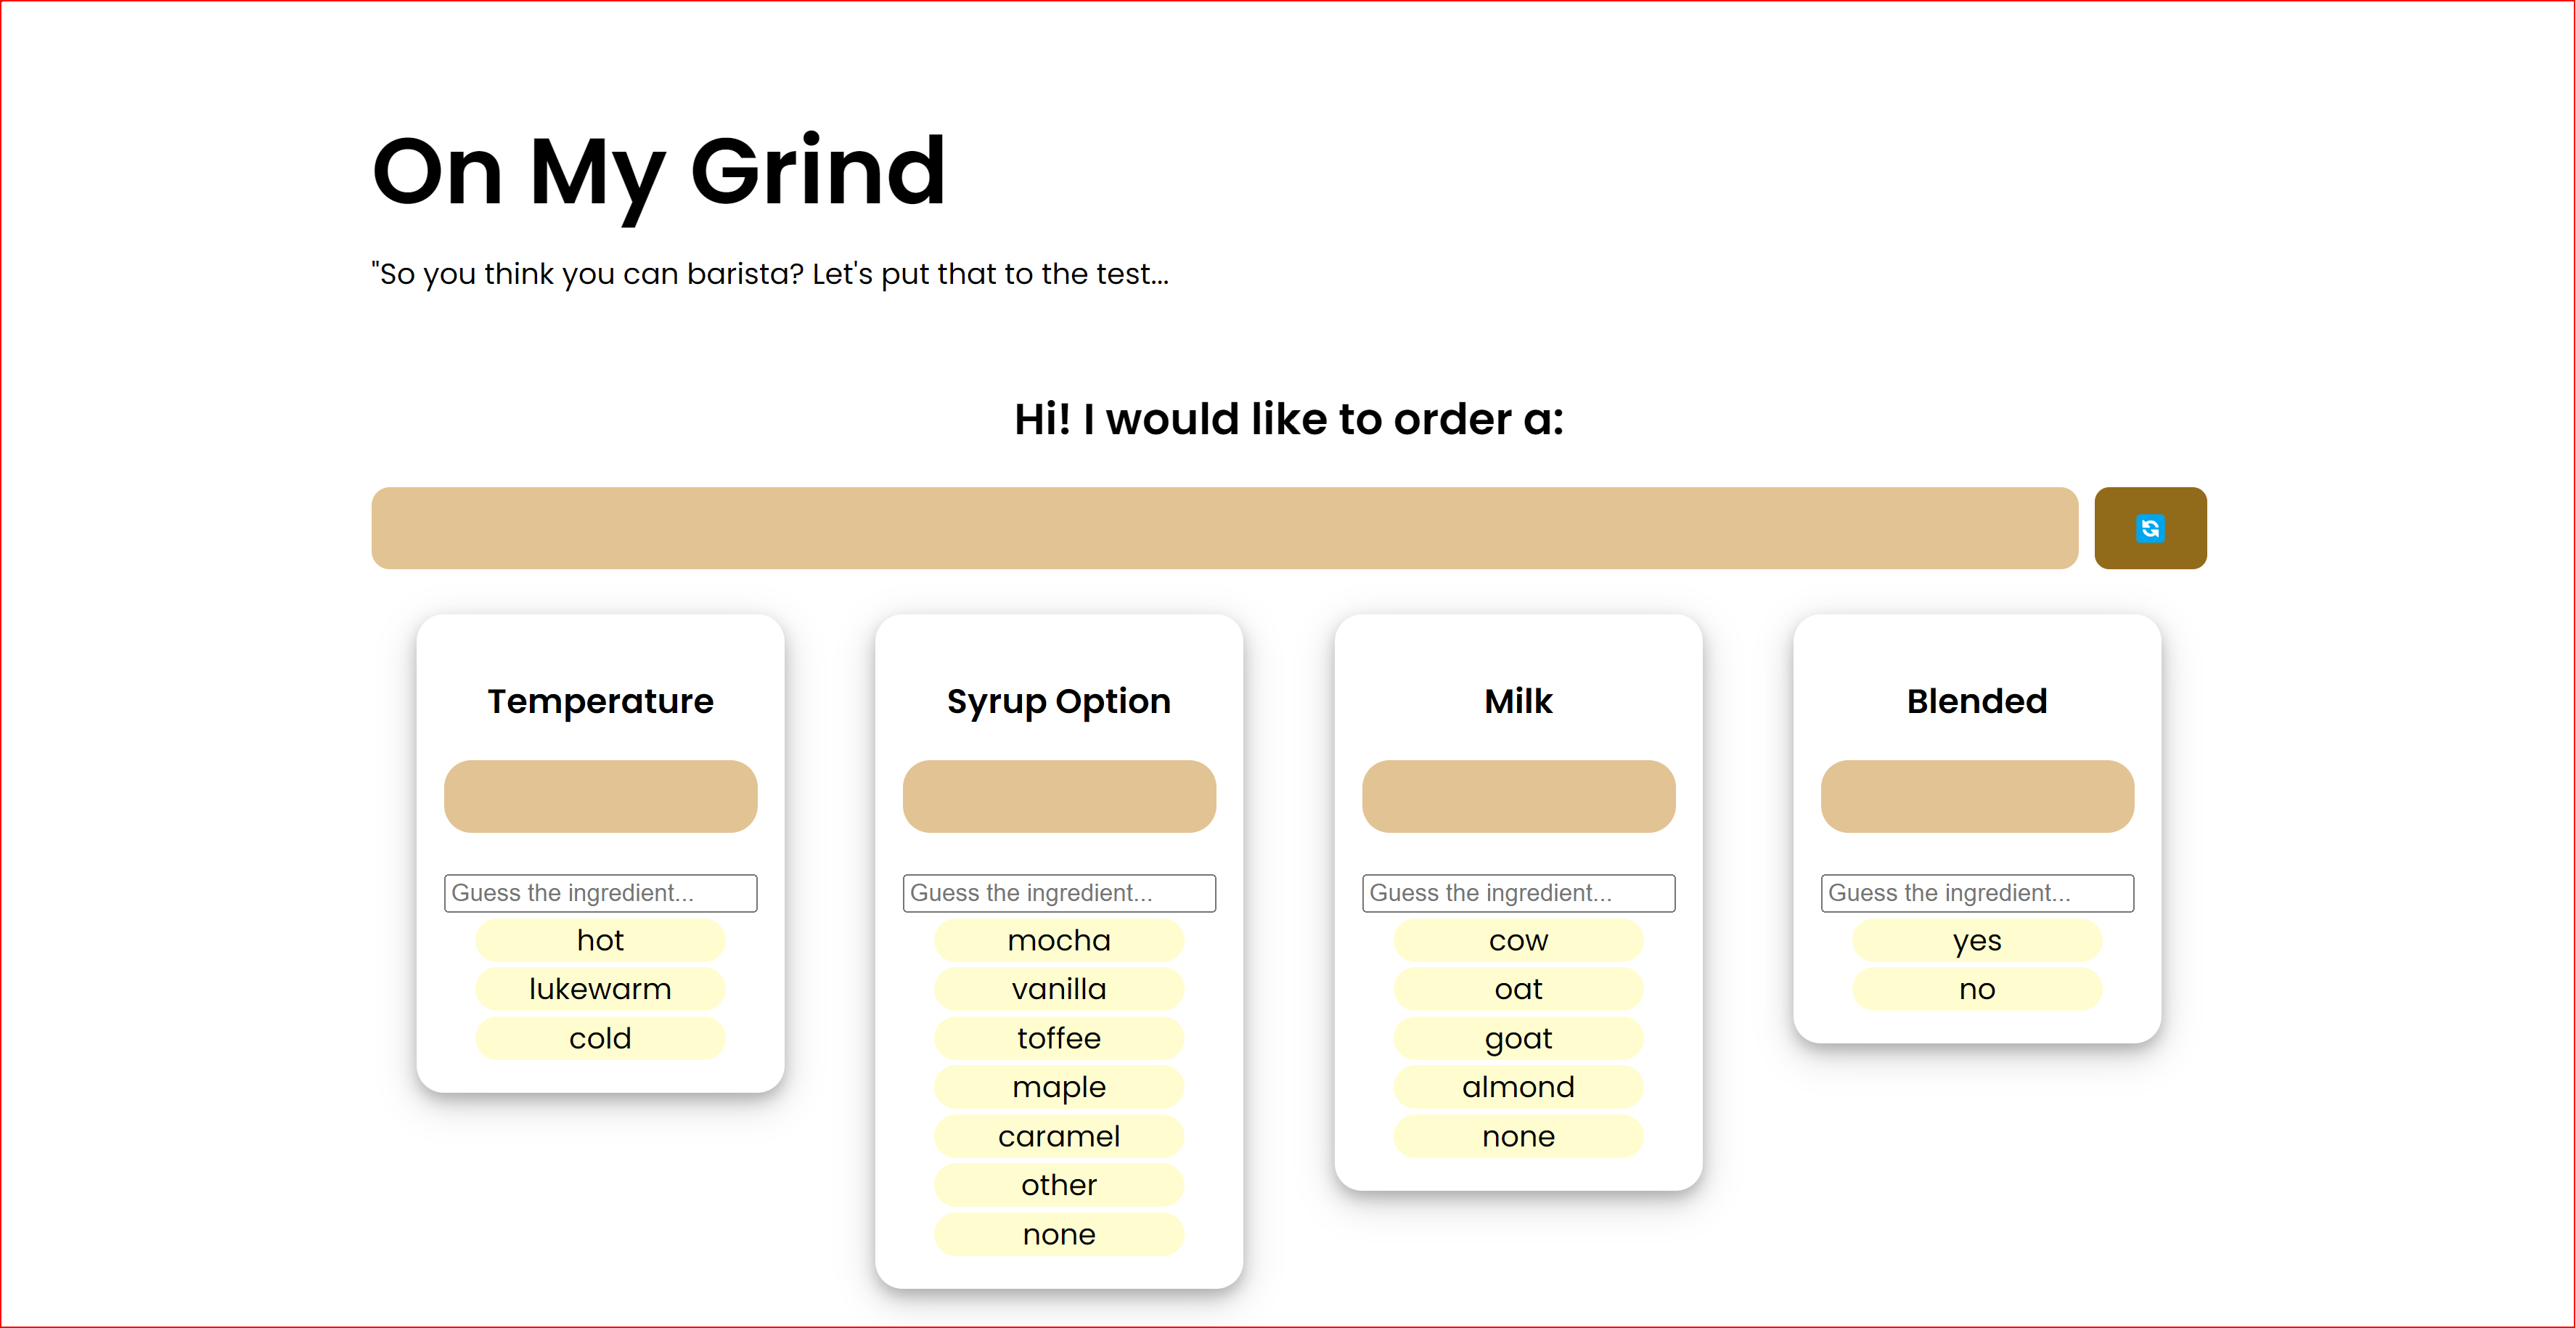 On My Grind
"So you think you can barista? Let's put that to the test...
Hi! I would like to order a:
Temperature
Guess the ingredient...
hot
lukewarm
cold
Syrup Option
Guess the ingredient...
mocha
vanilla
toffee
maple
caramel
other
none
Milk
Guess the ingredient...
cow
oat
goat
almond
none
Blended
Guess the ingredient...
yes
no